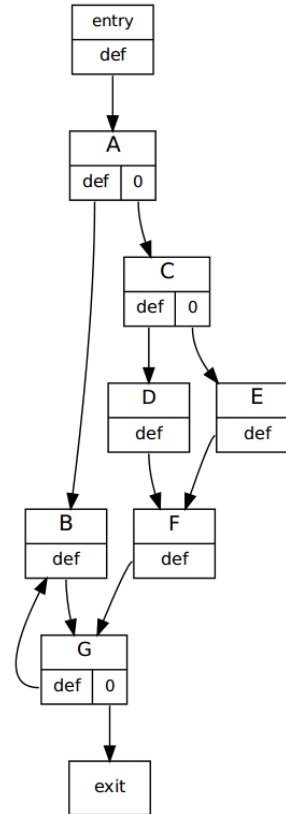 entry
def
A
def 0
C
def 0
D E
def def
B F
def def
G
def 0
exit